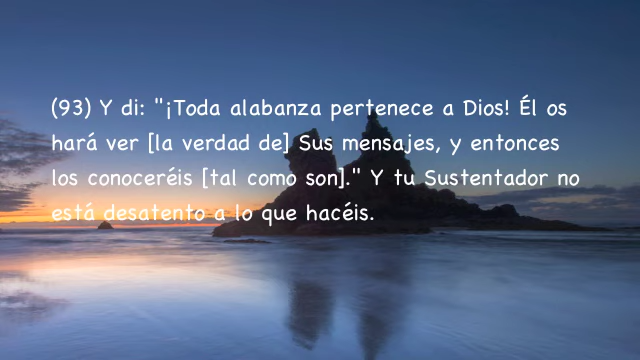 (93) Y di: "¡Toda alabanza pertenece a Dios! Él os
hará ver [la verdad de] Sus mensajes, y entonces
los conoceréis [tal como son]." Y tu Sustentador no
está desatento a lo que hacéis.